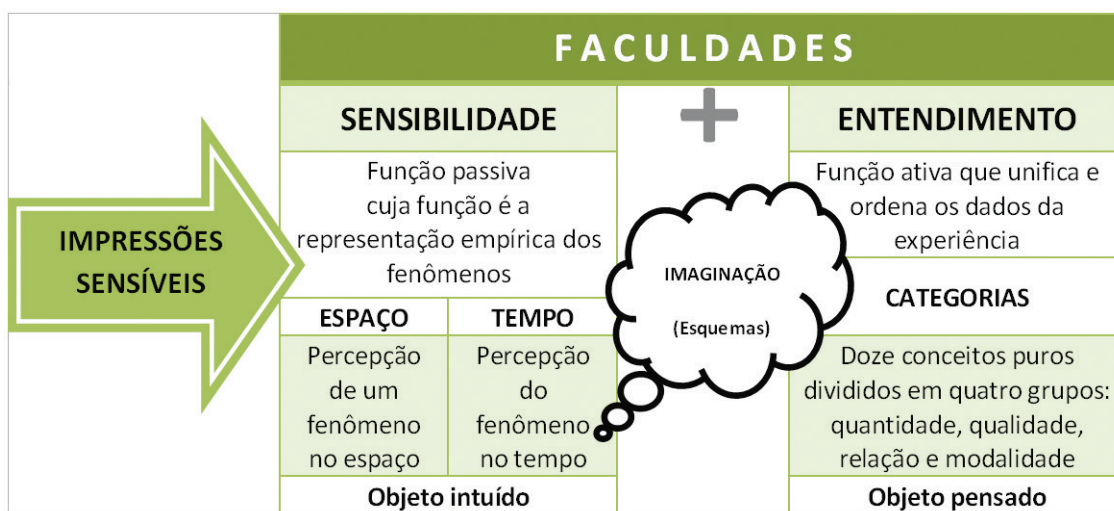 FACULDADES
IMPRESSÕES
SENSÍVEIS
SENSIBILIDADE
Função passiva
cuja função é a
representação empírica dos
fenômenos
ESPAÇO
Percepção
de um
fenômeno
no espaço
TEMPO
Percepção
do
fenômeno
no tempo
Objeto intuído
+
IMAGINAÇÃO
(Esquemas)
ENTENDIMENTO
Função ativa que unifica e
ordena os dados da
experiência
CATEGORIAS
Doze conceitos puros
divididos em quatro grupos:
quantidade, qualidade,
relação e modalidade
Objeto pensado